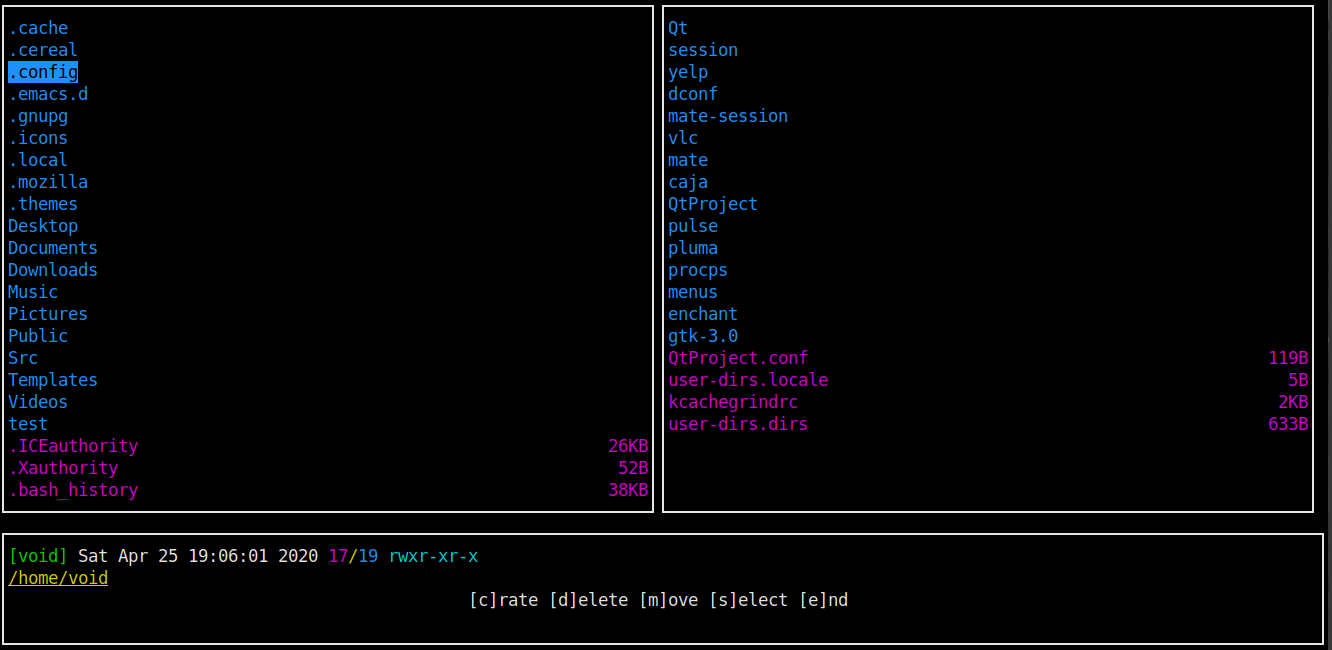 .cache
.cereal
.config
.emacs.d
.gnupg
.icons
.local
.mozilla
.themes
Desktop
Documents
Downloads
Music
Pictures
Public
Src
Templates
Videos
test
.ICEauthority 26KB
.Xauthority 52B
.bash_history 38KB
Qt
session
yelp
dconf
mate-session
vlc
mate
caja
QtProject
pulse
pluma
procps
menus
enchant
gtk-3.0
QtProject.conf 119B
user-dirs.locale 5B
kcachegrindrc 2KB
user-dirs.dirs 633B
[void] Sat Apr 25 19:06:01 2020 17/19 rwxr-xr-x
/home/void
[c]rate [d]elete [m]ove [s]elect [e]nd